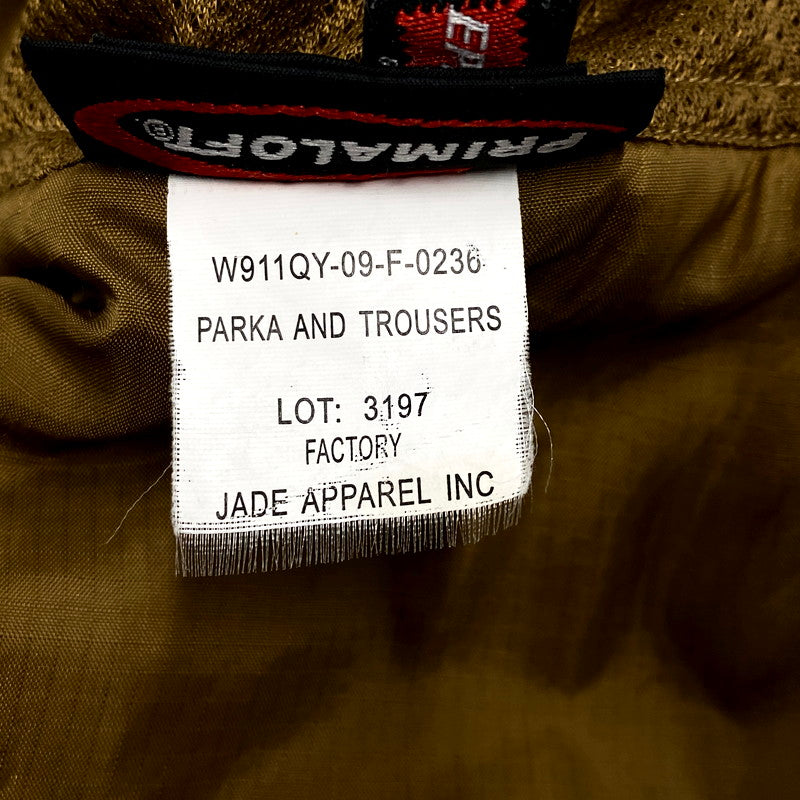 PRIMALOFT®
W911QY-09-F-0236
PARKA AND TROUSERS
LOT: 3197
FACTORY
JADE APPAREL INC